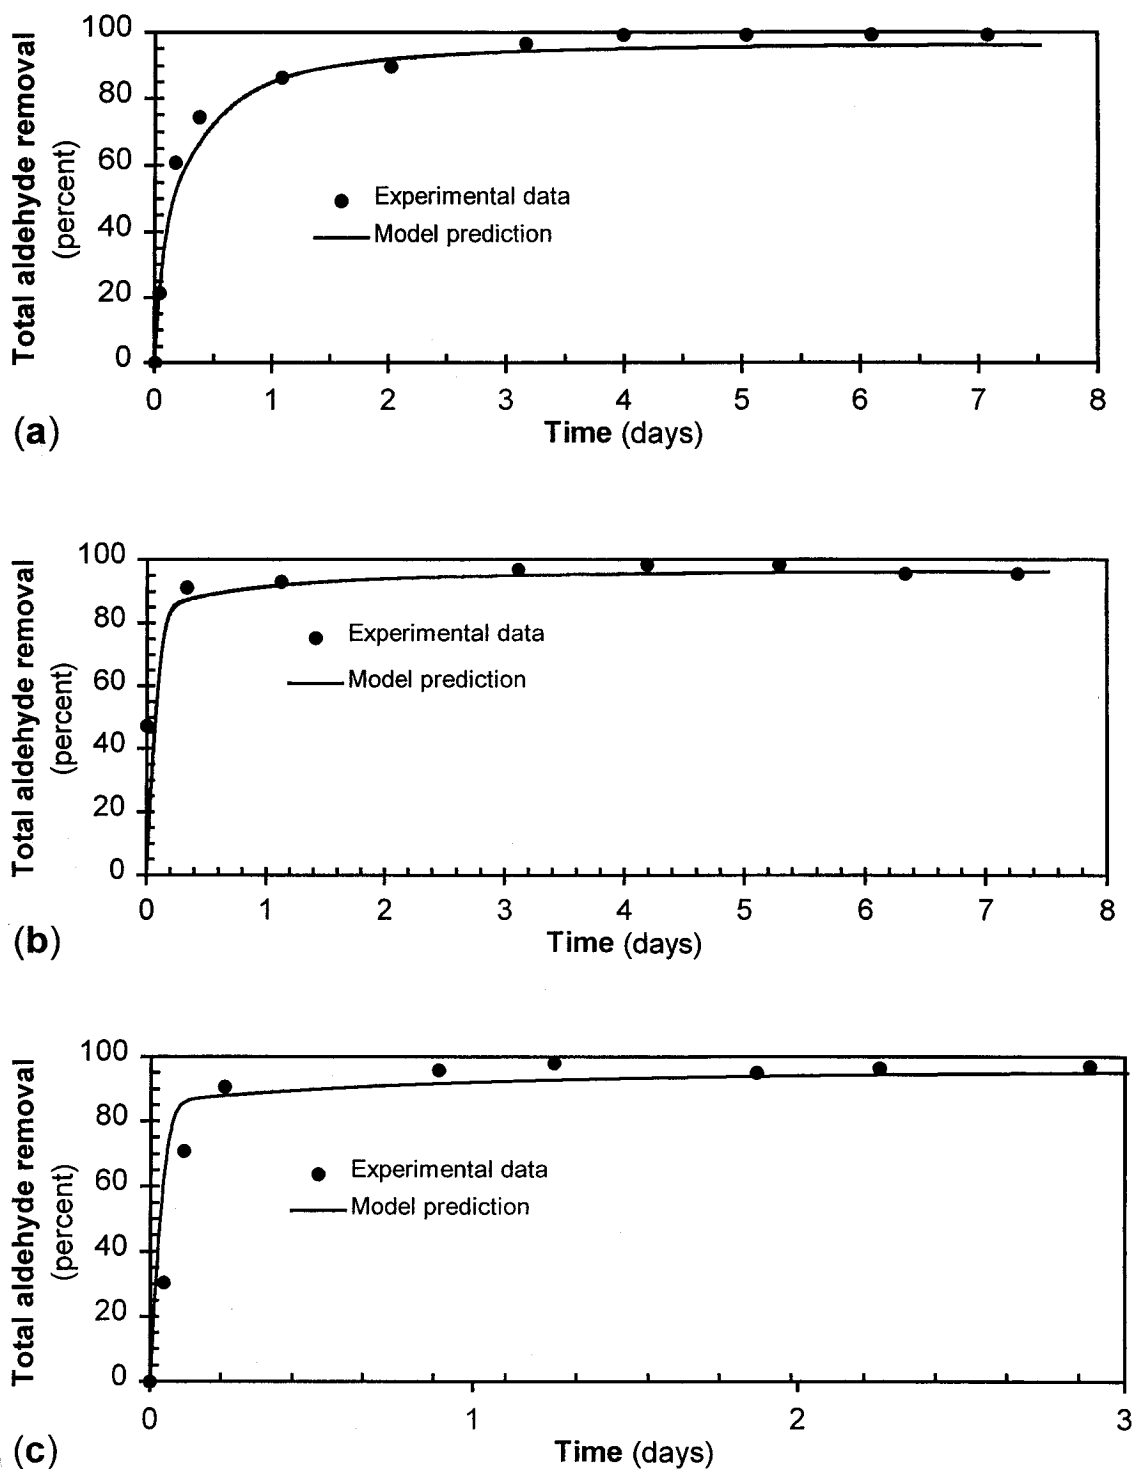 Total aldehyde removal
(percent)
100
80
60
40
20
0
Experimental data
Model prediction
0 1 2 3 4 5 6 7 8
Time (days)
(a)
Total aldehyde removal
(percent)
100
80
60
40
20
0
Experimental data
Model prediction
0 1 2 3 4 5 6 7 8
Time (days)
(b)
Total aldehyde removal
(percent)
100
80
60
40
20
0
Experimental data
Model prediction
0 1 2 3
Time (days)
(c)